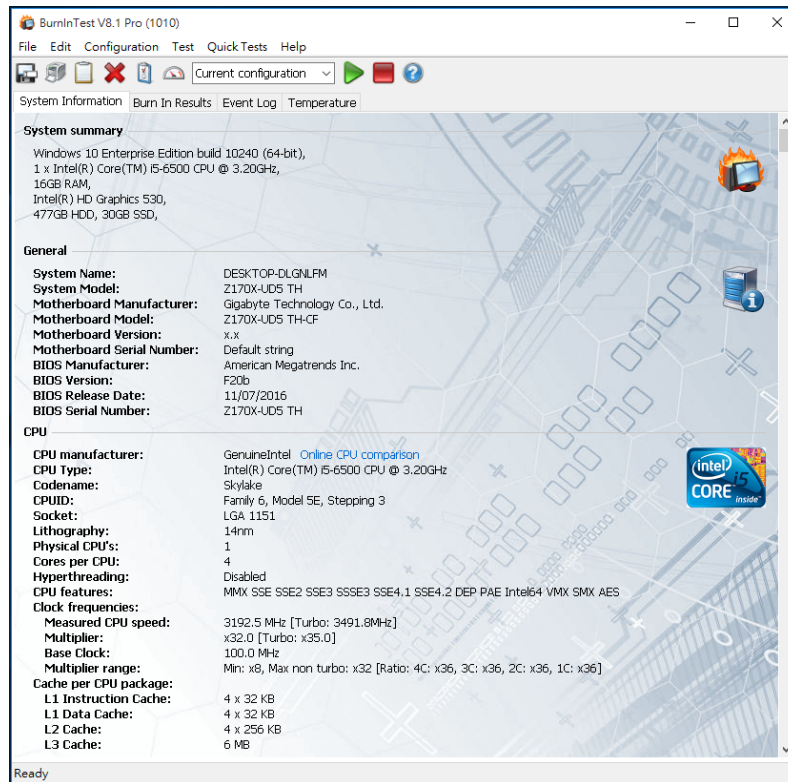 BurnInTest V8.1 Pro (1010)
File Edit Configuration Test Quick Tests Help
Current configuration
System Information Burn In Results Event Log Temperature
System summary
Windows 10 Enterprise Edition build 10240 (64-bit),
1 x Intel(R) Core(TM) i5-6500 CPU @ 3.20GHz,
16GB RAM,
Intel(R) HD Graphics 530,
477GB HDD, 30GB SSD,
General
System Name: DESKTOP-DLGNLFM
System Model: Z170X-UD5 TH
Motherboard Manufacturer: Gigabyte Technology Co., Ltd.
Motherboard Model: Z170X-UD5 TH-CF
Motherboard Version: x.x
Motherboard Serial Number: Default string
BIOS Manufacturer: American Megatrends Inc.
BIOS Version: F20b
BIOS Release Date: 11/07/2016
BIOS Serial Number: Z170X-UD5 TH
CPU
CPU manufacturer: GenuineIntel Online CPU comparison
CPU Type: Intel(R) Core(TM) i5-6500 CPU @ 3.20GHz
Codename: Skylake
CPUID: Family 6, Model 5E, Stepping 3
Socket: LGA 1151
Lithography: 14nm
Physical CPU's: 1
Cores per CPU: 4
Hyperthreading: Disabled
CPU features: MMX SSE SSE2 SSE3 SSSE3 SSE4.1 SSE4.2 DEP PAE Intel64 VMX SMX AES
Clock frequencies:
Measured CPU speed: 3192.5 MHz [Turbo: 3491.8MHz]
Multiplier: x32.0 [Turbo: x35.0]
Base Clock: 100.0 MHz
Multiplier range: Min: x8, Max non turbo: x32 [Ratio: 4C: x36, 3C: x36, 2C: x36, 1C: x36]
Cache per CPU package:
L1 Instruction Cache: 4 x 32 KB
L1 Data Cache: 4 x 32 KB
L2 Cache: 4 x 256 KB
L3 Cache: 6 MB
intel
CORE i5
inside
Ready